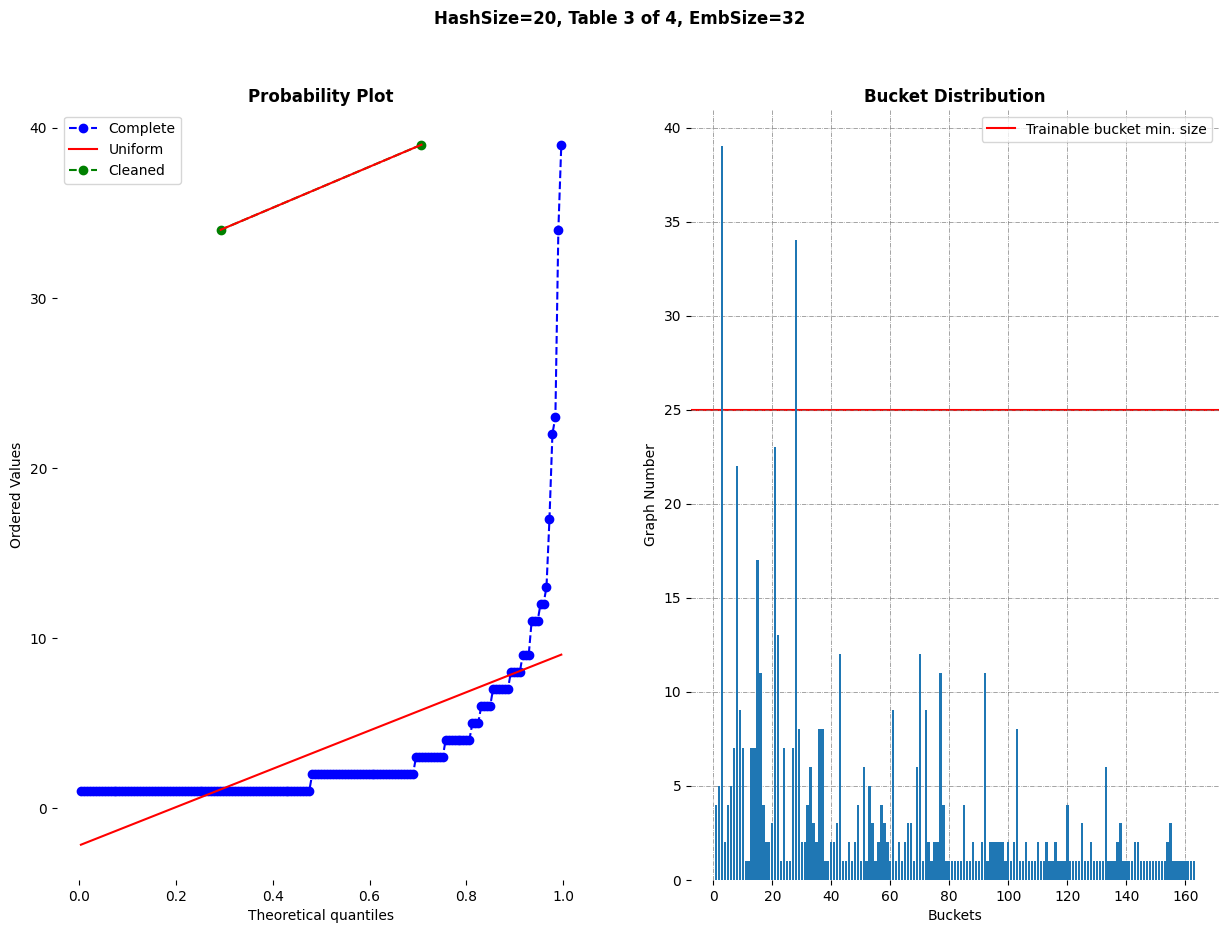 HashSize=20, Table 3 of 4, EmbSize=32
Probability Plot
Complete
Uniform
Cleaned
Ordered Values
40
30
20
10
0
0.0 0.2 0.4 0.6 0.8 1.0
Theoretical quantiles
Bucket Distribution
Trainable bucket min. size
Graph Number
40
35
30
25
20
15
10
5
0
0 20 40 60 80 100 120 140 160
Buckets